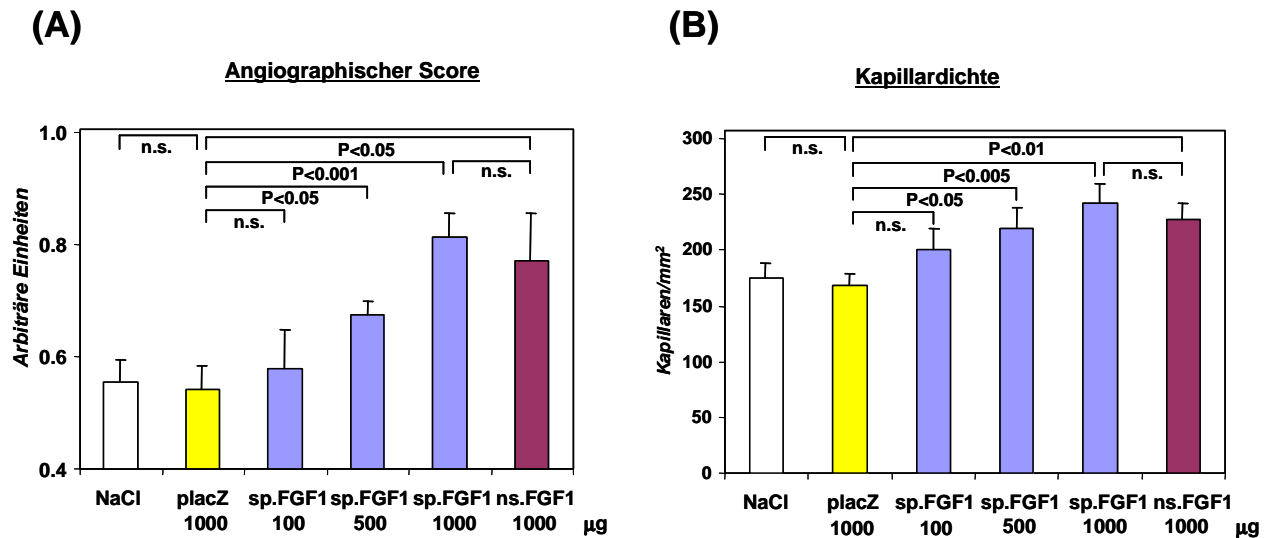 (A)
Angiographischer Score
Arbiträre Einheiten
1.0
0.8
0.6
0.4
n.s.
P<0.05
P<0.001
n.s.
P<0.05
n.s.
NaCl placZ sp.FGF1 sp.FGF1 sp.FGF1 ns.FGF1
1000 100 500 1000 1000 µg
(B)
Kapillardichte
Kapillaren/mm²
300
250
200
150
100
50
0
n.s.
P<0.01
P<0.005
n.s.
P<0.05
n.s.
NaCl placZ sp.FGF1 sp.FGF1 sp.FGF1 ns.FGF1
1000 100 500 1000 1000 µg